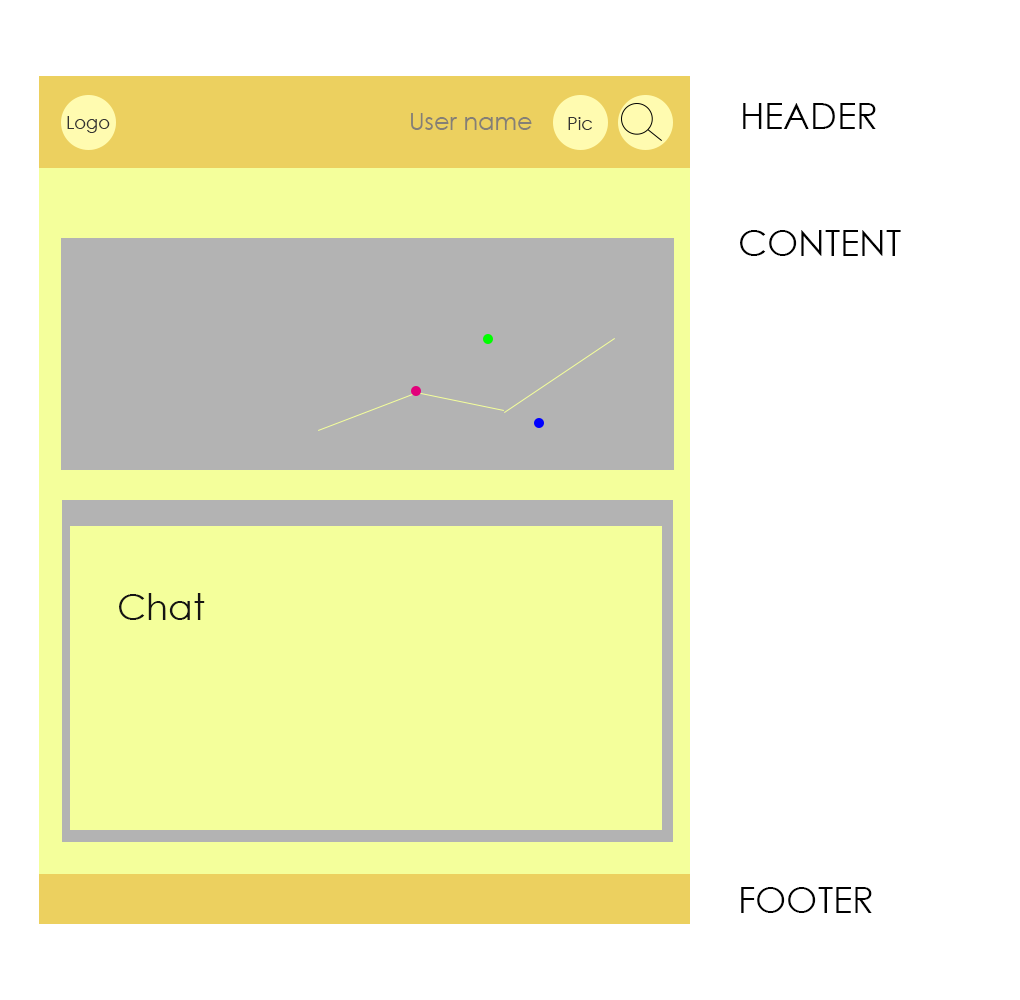 Logo
User name
Pic
HEADER
CONTENT
Chat
FOOTER